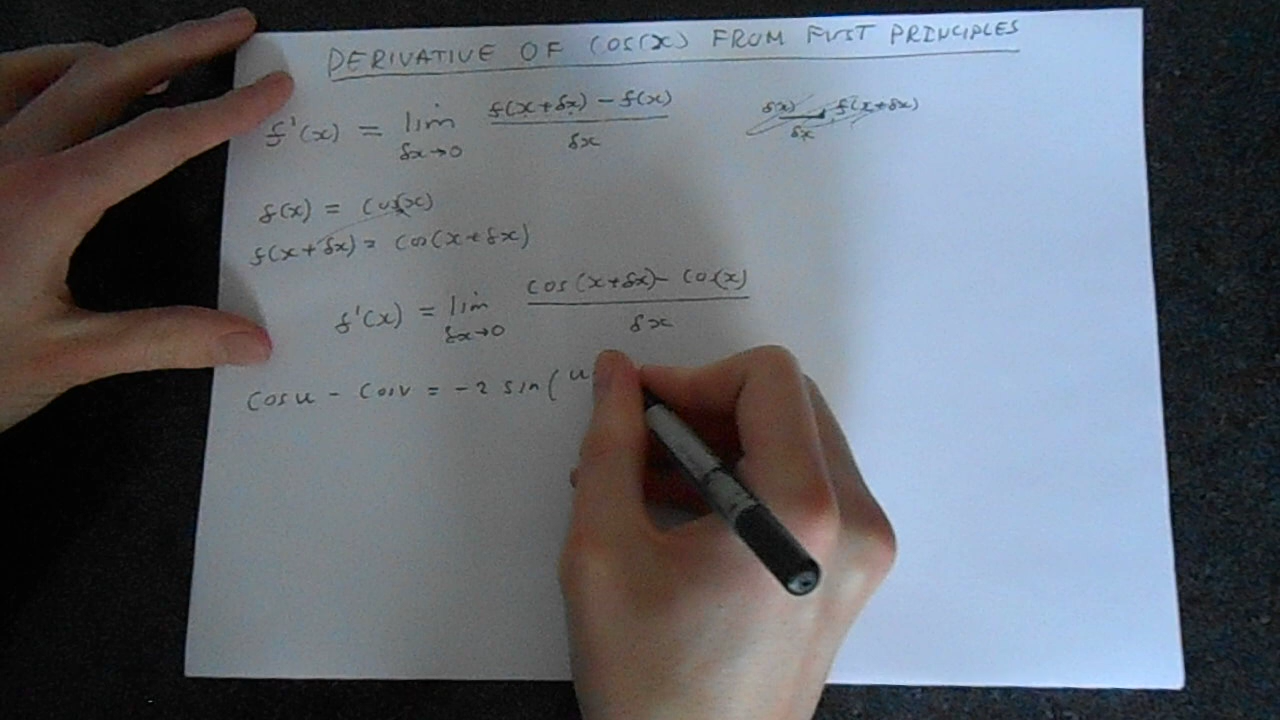 DERIVATIVE OF COS(x) FROM FIRST PRINCIPLES
f'(x) = lim δx→0 f(x+δx) – f(x) / δx
f(x) = cos(x)
f(x+δx) = cos(x+δx)
f'(x) = lim δx→0 cos(x+δx) – cos(x) / δx
cos u – cos v = –2 sin( u